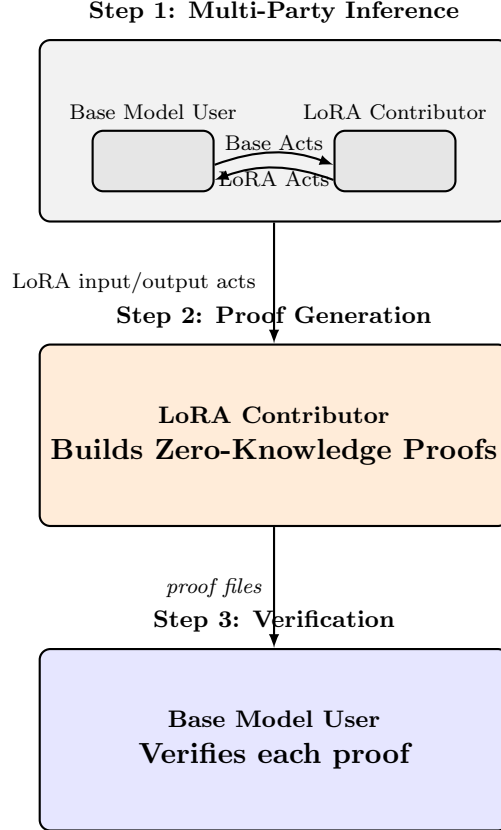 Step 1: Multi-Party Inference
Base Model User
LoRA Contributor
Base Acts
LoRA Acts
LoRA input/output acts
Step 2: Proof Generation
LoRA Contributor
Builds Zero-Knowledge Proofs
proof files
Step 3: Verification
Base Model User
Verifies each proof